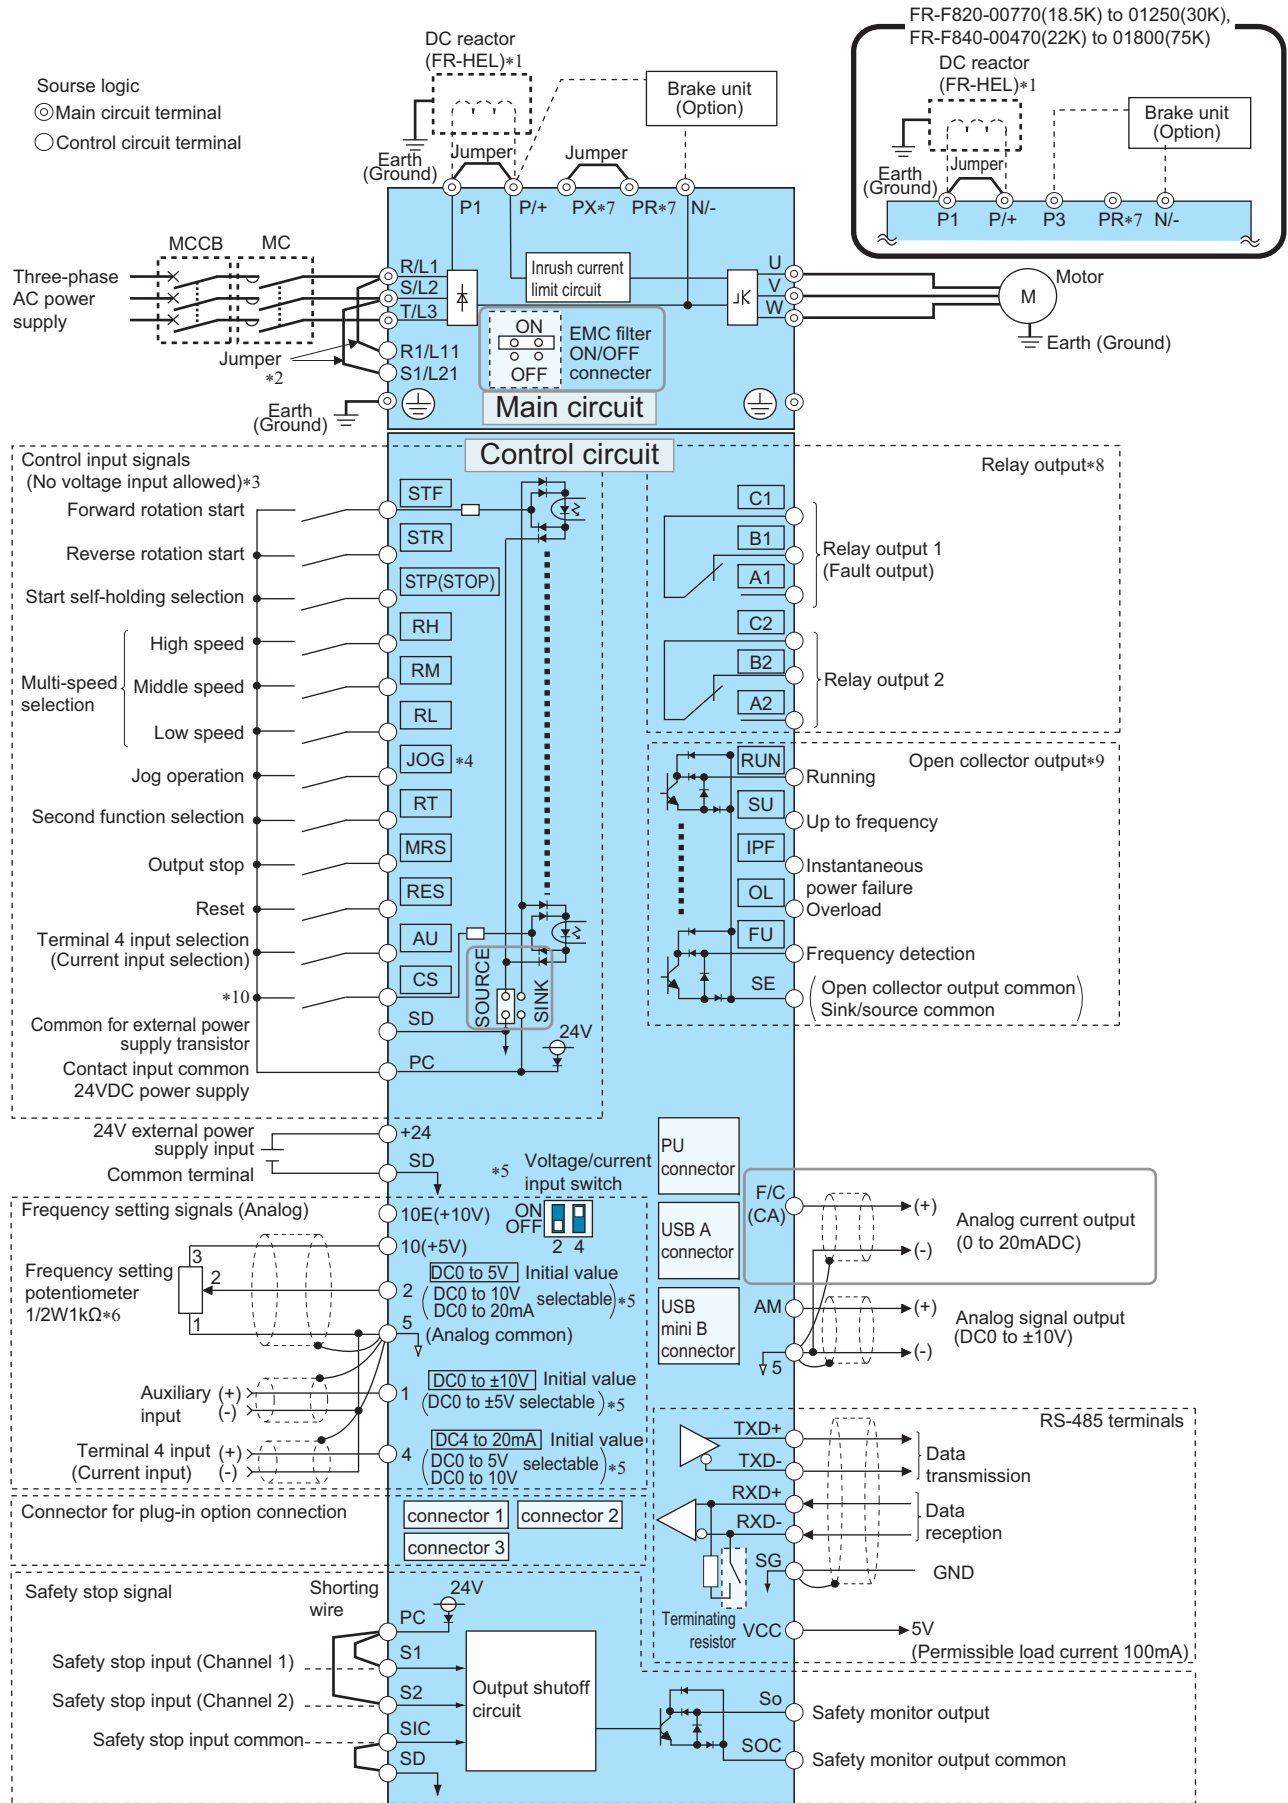 FR-F820-00770(18.5K) to 01250(30K),
FR-F840-00470(22K) to 01800(75K)
DC reactor
(FR-HEL)*1
Brake unit
(Option)
Earth
(Ground)
Jumper
P1
P/+
P3
PR*7
N/-
Sourse logic
Main circuit terminal
Control circuit terminal
DC reactor
(FR-HEL)*1
Brake unit
(Option)
Earth
(Ground)
Jumper
Jumper
P1
P/+
PX*7
PR*7
N/-
MCCB
MC
Three-phase
AC power
supply
R/L1
S/L2
T/L3
R1/L11
S1/L21
Jumper
*2
Earth
(Ground)
Inrush current
limit circuit
ON
OFF
EMC filter
ON/OFF
connecter
Main circuit
U
V
W
Motor
M
Earth (Ground)
Control circuit
Control input signals
(No voltage input allowed)*3
Forward rotation start
STF
Reverse rotation start
STR
Start self-holding selection
STP(STOP)
Multi-speed
selection
High speed
RH
Middle speed
RM
Low speed
RL
Jog operation
JOG *4
Second function selection
RT
Output stop
MRS
Reset
RES
Terminal 4 input selection
(Current input selection)
AU
*10
CS
Common for external power
supply transistor
SD
Contact input common
24VDC power supply
PC
SOURCE
SINK
24V
Relay output*8
C1
B1
A1
Relay output 1
(Fault output)
C2
B2
A2
Relay output 2
Open collector output*9
RUN
Running
SU
Up to frequency
IPF
Instantaneous
power failure
OL
Overload
FU
Frequency detection
SE
Open collector output common
Sink/source common
24V external power
supply input
+24
Common terminal
SD
*5 Voltage/current
input switch
ON
OFF
2 4
PU
connector
USB A
connector
USB
mini B
connector
F/C
(CA)
(+)
(-)
Analog current output
(0 to 20mADC)
AM
(+)
(-)
5
Analog signal output
(DC0 to ±10V)
Frequency setting signals (Analog)
10E(+10V)
10(+5V)
Frequency setting
potentiometer
1/2W1kΩ*6
3
2
1
2
DC0 to 5V Initial value
DC0 to 10V
DC0 to 20mA
selectable *5
5
(Analog common)
Auxiliary
input
(+)
(-)
1
DC0 to ±10V Initial value
DC0 to ±5V selectable *5
Terminal 4 input
(Current input)
(+)
(-)
4
DC4 to 20mA Initial value
DC0 to 5V
DC0 to 10V
selectable *5
Connector for plug-in option connection
connector 1
connector 2
connector 3
RS-485 terminals
TXD+
TXD-
Data
transmission
RXD+
RXD-
Data
reception
SG
GND
Terminating
resistor
VCC
5V
(Permissible load current 100mA)
Safety stop signal
Shorting
wire
24V
PC
Safety stop input (Channel 1)
S1
Safety stop input (Channel 2)
S2
Safety stop input common
SIC
SD
Output shutoff
circuit
So
Safety monitor output
SOC
Safety monitor output common